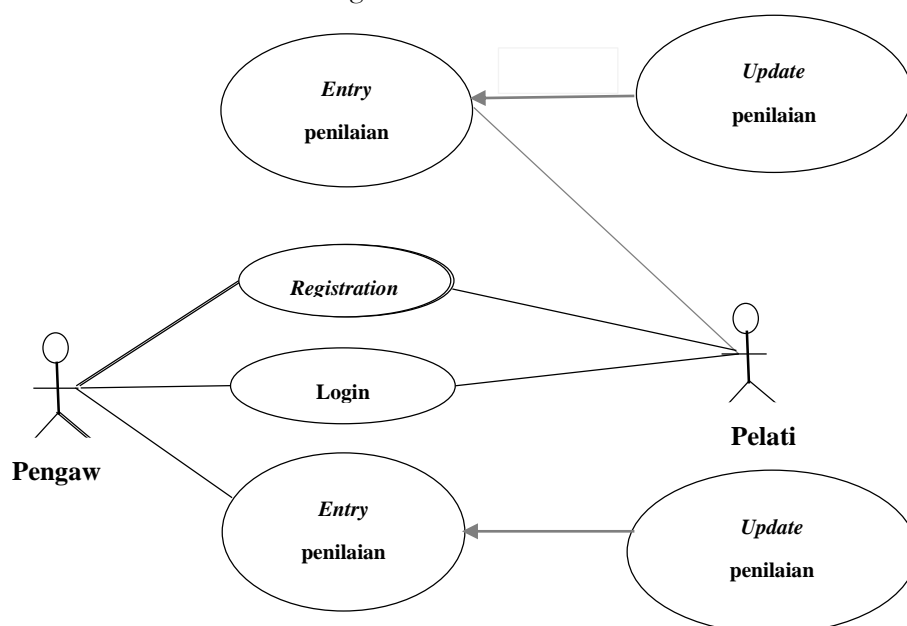 Entry
penilaian
Update
penilaian
Registration
Login
Pelati
Pengaw
Entry
penilaian
Update
penilaian